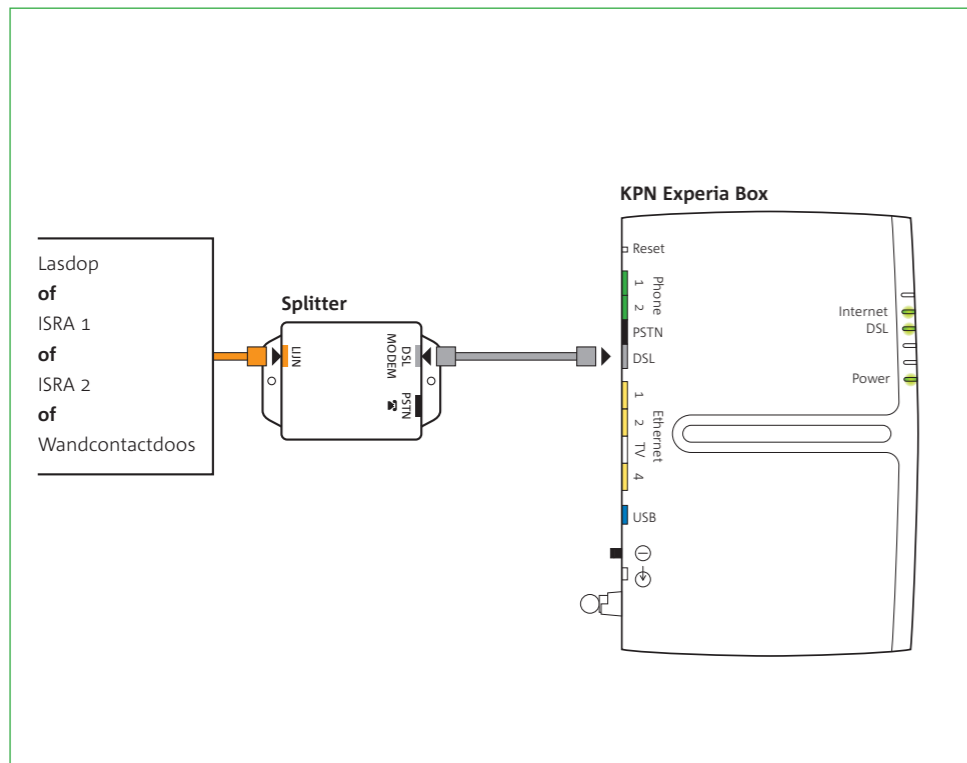 Lasdop
of
ISRA 1
of
ISRA 2
of
Wandcontactdoos
Splitter
LIJN
DSL
MODEM
PSTN
KPN Experia Box
Reset
Phone
1
2
PSTN
DSL
Ethernet
1
2
TV
4
USB
Internet
DSL
Power